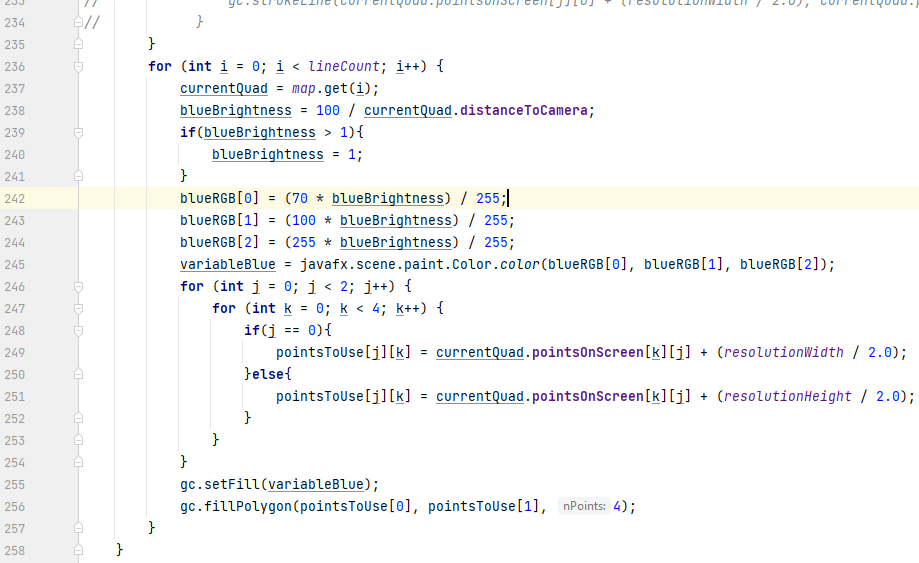 233 // gc.strokeLine(currentQuad.pointsOnScreen[j][0] + (resolutionWidth / 2.0), currentQuad.p
234 // }
235 }
236 for (int i = 0; i < lineCount; i++) {
237 currentQuad = map.get(i);
238 blueBrightness = 100 / currentQuad.distanceToCamera;
239 if(blueBrightness > 1){
240 blueBrightness = 1;
241 }
242 blueRGB[0] = (70 * blueBrightness) / 255;
243 blueRGB[1] = (100 * blueBrightness) / 255;
244 blueRGB[2] = (255 * blueBrightness) / 255;
245 variableBlue = javafx.scene.paint.Color.color(blueRGB[0], blueRGB[1], blueRGB[2]);
246 for (int j = 0; j < 2; j++) {
247 for (int k = 0; k < 4; k++) {
248 if(j == 0){
249 pointsToUse[j][k] = currentQuad.pointsOnScreen[k][j] + (resolutionWidth / 2.0);
250 }else{
251 pointsToUse[j][k] = currentQuad.pointsOnScreen[k][j] + (resolutionHeight / 2.0);
252 }
253 }
254 }
255 gc.setFill(variableBlue);
256 gc.fillPolygon(pointsToUse[0], pointsToUse[1], nPoints: 4);
257 }
258 }